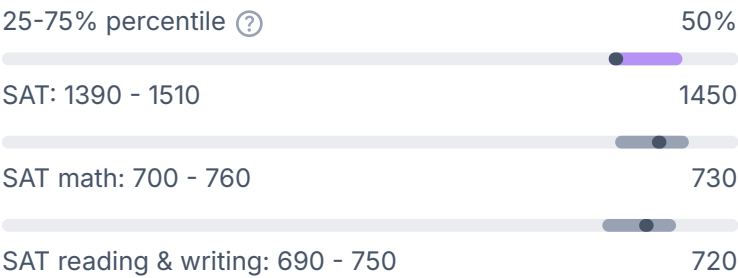 25-75% percentile ? 50%
SAT: 1390 - 1510 1450
SAT math: 700 - 760 730
SAT reading & writing: 690 - 750 720